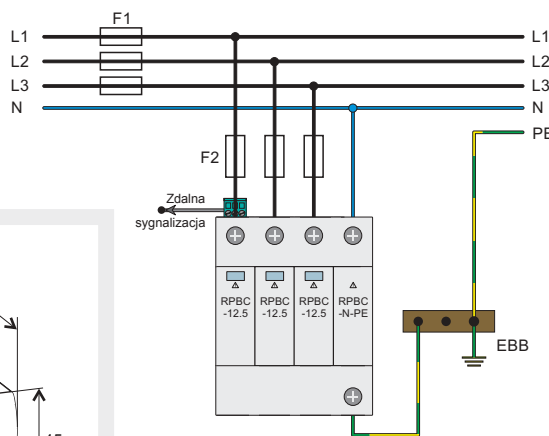 F1
L1 L1
L2 L2
L3 L3
N N
PE
F2
Zdalna
sygnalizacja
RPBC RPBC RPBC RPBC
-12.5 -12.5 -12.5 -N-PE
EBB